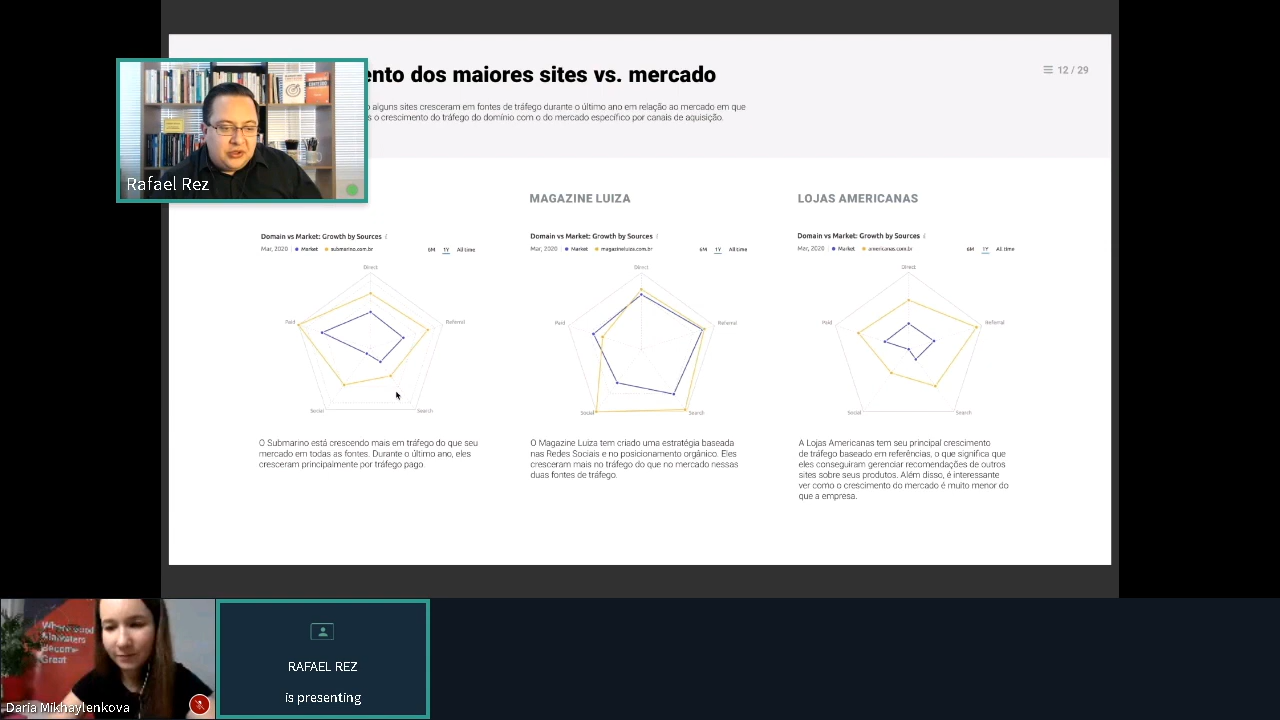 ento dos maiores sites vs. mercado
12 / 29
o alguns sites cresceram em fontes de tráfego durante o último ano em relação ao mercado em que
s o crescimento do tráfego do domínio com o do mercado específico por canais de aquisição.
Rafael Rez
MAGAZINE LUIZA
LOJAS AMERICANAS
Domain vs Market: Growth by Sources i
Mar, 2020 Market submarino.com.br 6M 1Y All time
Direct
Paid
Referral
Social
Search
O Submarino está crescendo mais em tráfego do que seu
mercado em todas as fontes. Durante o último ano, eles
cresceram principalmente por tráfego pago.
Domain vs Market: Growth by Sources i
Mar, 2020 Market magazineluiza.com.br 6M 1Y All time
Direct
Paid
Referral
Social
Search
O Magazine Luiza tem criado uma estratégia baseada
nas Redes Sociais e no posicionamento orgânico. Eles
cresceram mais no tráfego do que no mercado nessas
duas fontes de tráfego.
Domain vs Market: Growth by Sources i
Mar, 2020 Market americanas.com.br 6M 1Y All time
Direct
Paid
Referral
Social
Search
A Lojas Americanas tem seu principal crescimento
de tráfego baseado em referências, o que significa que
eles conseguiram gerenciar recomendações de outros
sites sobre seus produtos. Além disso, é interessante
ver como o crescimento do mercado é muito menor do
que a empresa.
Great
Daria Mikhaylenkova
RAFAEL REZ
is presenting